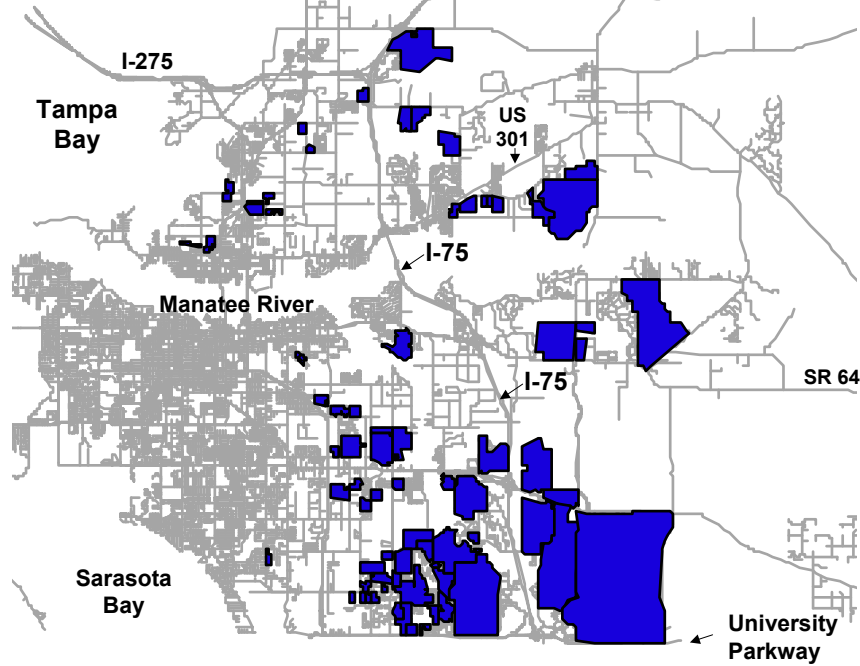 I-275
Tampa
Bay
US
301
I-75
Manatee River
I-75
SR 64
Sarasota
Bay
University
Parkway